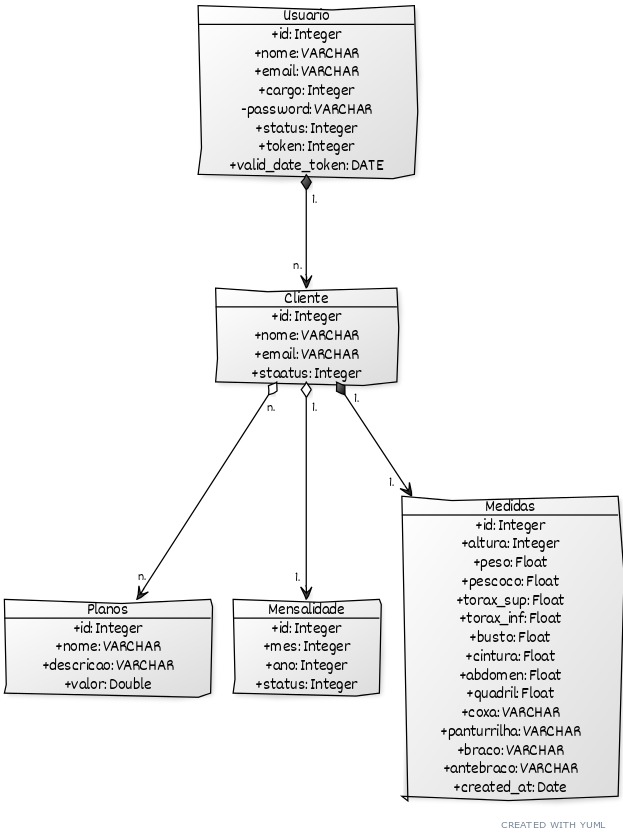 Usuario
+id: Integer
+nome: VARCHAR
+email: VARCHAR
+cargo: Integer
-password: VARCHAR
+status: Integer
+token: Integer
+valid_date_token: DATE
1.
n.
Cliente
+id: Integer
+nome: VARCHAR
+email: VARCHAR
+staatus: Integer
n.
1.
1.
1.
n.
1.
Planos
+id: Integer
+nome: VARCHAR
+descricao: VARCHAR
+valor: Double
Mensalidade
+id: Integer
+mes: Integer
+ano: Integer
+status: Integer
Medidas
+id: Integer
+altura: Integer
+peso: Float
+pescoco: Float
+torax_sup: Float
+torax_inf: Float
+busto: Float
+cintura: Float
+abdomen: Float
+quadril: Float
+coxa: VARCHAR
+panturrilha: VARCHAR
+braco: VARCHAR
+antebraco: VARCHAR
+created_at: Date
CREATED WITH YUML